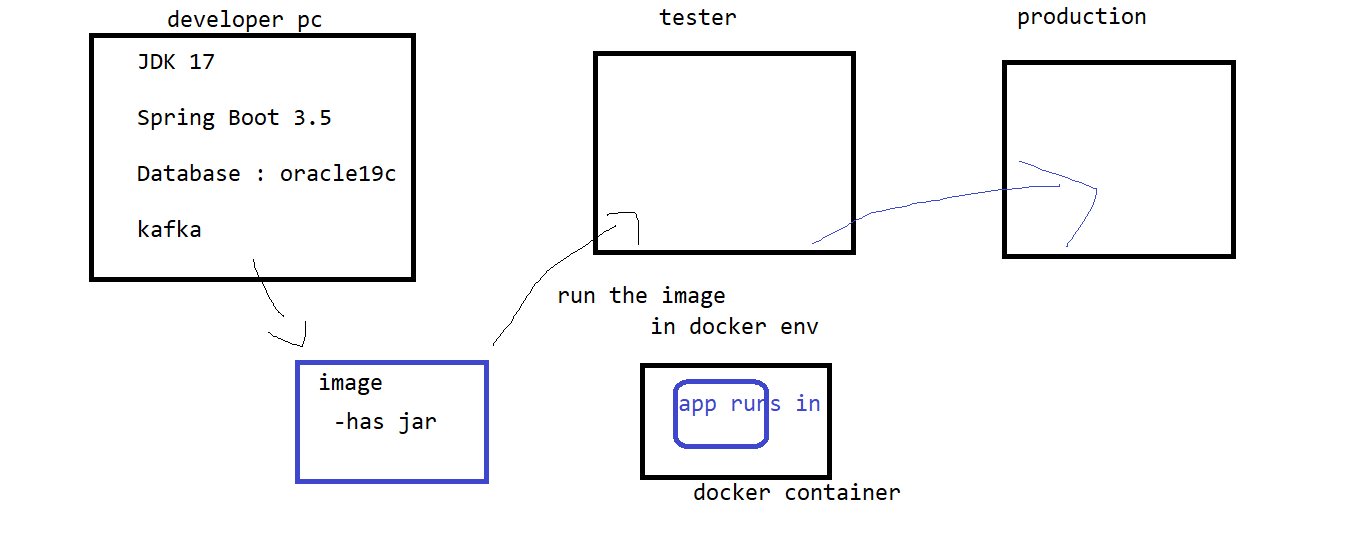 developer pc
tester
production
JDK 17
Spring Boot 3.5
Database : oracle19c
kafka
run the image
in docker env
image
-has jar
app runs in
docker container